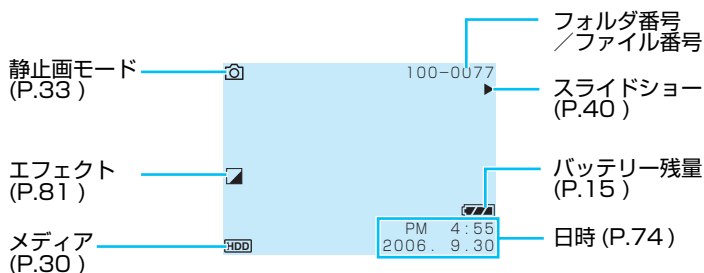 フォルダ番号
／ファイル番号
静止画モード
(P.33 )
100-0077
スライドショー
(P.40 )
エフェクト
(P.81 )
バッテリー残量
(P.15 )
PM 4:55
2006. 9.30
日時 (P.74 )
メディア
(P.30 )
HDD